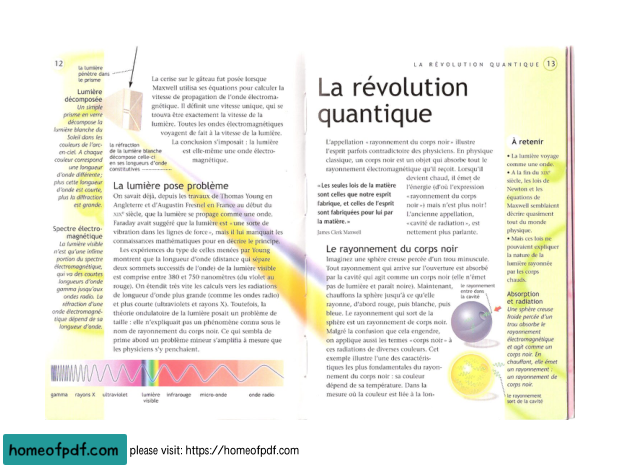 12
la lumière
pénètre dans
le prisme
Lumière
décomposée
Un simple
prisme en verre
décompose la
lumière blanche du
Soleil dans les
couleurs de l'arc-
en-ciel. A chaque
couleur correspond
une longueur
d'onde différente ;
plus cette longueur
d'onde est courte,
plus la diffraction
est grande.
la réfraction
de la lumière blanche
décompose celle-ci
en ses longueurs d'onde
constitutives
Spectre électro-
magnétique
La lumière visible
n'est qu'une infime
portion du spectre
électromagnétique,
qui va des courtes
longueurs d'onde
gamma jusqu'aux
ondes radio. La
réfraction d'une
onde électromagné-
tique dépend de sa
longueur d'onde.
La cerise sur le gâteau fut posée lorsque
Maxwell utilisa ses équations pour calculer la
vitesse de propagation de l'onde électroma-
gnétique. Il définit une vitesse unique, qui se
trouva être exactement la vitesse de la
lumière. Toutes les ondes électromagnétiques
voyagent de fait à la vitesse de la lumière.
La conclusion s'imposait : la lumière
est elle-même une onde électro-
magnétique.
La lumière pose problème
On savait déjà, depuis les travaux de Thomas Young en
Angleterre et d'Augustin Fresnel en France au début du
XIXe siècle, que la lumière se propage comme une onde.
Faraday avait suggéré que la lumière est «une sorte de
vibration dans les lignes de force», mais il lui manquait les
connaissances mathématiques pour en décrire le principe.
Les expériences du type de celles menées par Young
montrent que la longueur d'onde (distance qui sépare
deux sommets successifs de l'onde) de la lumière visible
est comprise entre 380 et 750 nanomètres (du violet au
rouge). On étendit très vite les calculs vers les radiations
de longueur d'onde plus grande (comme les ondes radio)
et plus courte (ultraviolets et rayons X). Toutefois, la
théorie ondulatoire de la lumière posait un problème de
taille : elle n'expliquait pas un phénomène connu sous le
nom de rayonnement du corps noir. Ce qui sembla de
prime abord un problème mineur s'amplifia à mesure que
les physiciens s'y penchaient.
gamma rayons X ultraviolet lumière infrarouge micro-onde onde radio
visible
LA RÉVOLUTION QUANTIQUE 13
La révolution
quantique
L'appellation «rayonnement du corps noir» illustre
l'esprit parfois contradictoire des physiciens. En physique
classique, un corps noir est un objet qui absorbe tout le
rayonnement électromagnétique qu'il reçoit. Lorsqu'il
devient chaud, il émet de
l'énergie (d'où l'expression
«rayonnement du corps
noir») mais n'est plus noir !
L'ancienne appellation,
«cavité de radiation», est
nettement plus parlante.
«Les seules lois de la matière
sont celles que notre esprit
fabrique, et celles de l'esprit
sont fabriquées pour lui par
la matière.»
James Clerk Maxwell
Le rayonnement du corps noir
Imaginez une sphère creuse percée d'un trou minuscule.
Tout rayonnement qui arrive sur l'ouverture est absorbé
par la cavité qui agit comme un corps noir (elle n'émet
pas de lumière et paraît noire). Maintenant,
chauffons la sphère jusqu'à ce qu'elle
rayonne, d'abord rouge, puis blanche, puis
bleue. Le rayonnement qui sort de la
sphère est un rayonnement de corps noir.
Malgré la confusion que cela engendre,
on applique aussi les termes «corps noir» à
ces radiations de diverses couleurs. Cet
exemple illustre l'une des caractéris-
tiques les plus fondamentales du rayon-
nement du corps noir : sa couleur
dépend de sa température. Dans la
mesure où la couleur est liée à la lon-
le rayonnement
entre dans
la cavité
À retenir
• La lumière voyage
comme une onde.
• A la fin du XIXe
siècle, les lois de
Newton et les
équations de
Maxwell semblaient
décrire quasiment
tout du monde
physique.
• Mais ces lois ne
pouvaient expliquer
la nature de la
lumière rayonnée
par les corps
chauds.
Absorption
et radiation
Une sphère creuse
froide percée d'un
trou absorbe le
rayonnement
électromagnétique
et agit comme un
corps noir. En
chauffant, elle émet
un rayonnement :
un rayonnement de
corps noir.
le rayonnement
sort de la cavité
homeofpdf.com please visit: https://homeofpdf.com